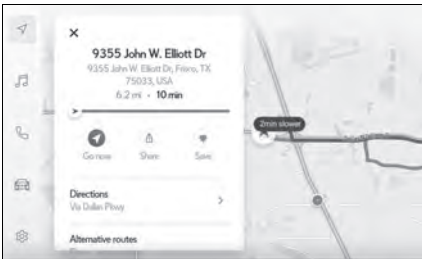 9355 John W. Elliott Dr
9355 John W. Elliott Dr, Frisco, TX
75033, USA
6.2 mi • 10 min
2min slower
Go now
Share
Save
Directions
Via Dallas Pkwy
Alternative routes